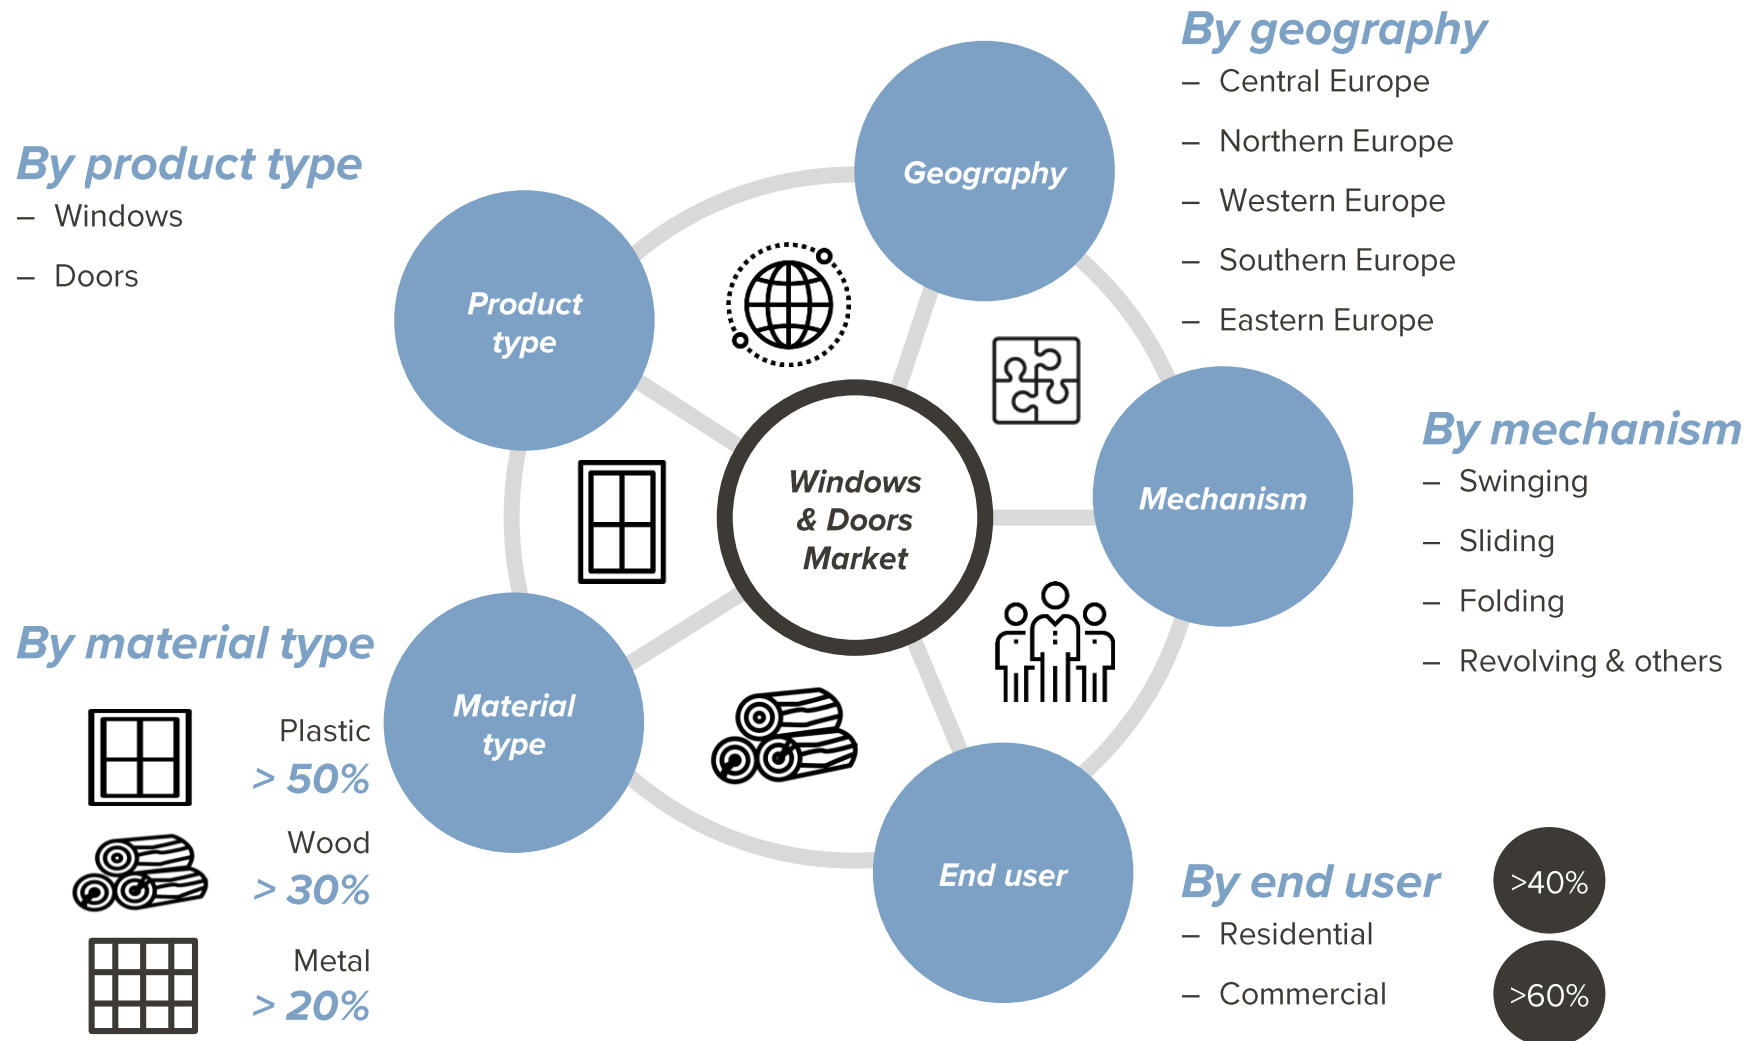 By geography
– Central Europe
– Northern Europe
– Western Europe
– Southern Europe
– Eastern Europe
By product type
– Windows
– Doors
Geography
Product
type
Windows
& Doors
Market
Mechanism
By mechanism
– Swinging
– Sliding
– Folding
– Revolving & others
By material type
Plastic
> 50%
Wood
> 30%
Metal
> 20%
Material
type
End user
By end user
– Residential
>40%
– Commercial
>60%